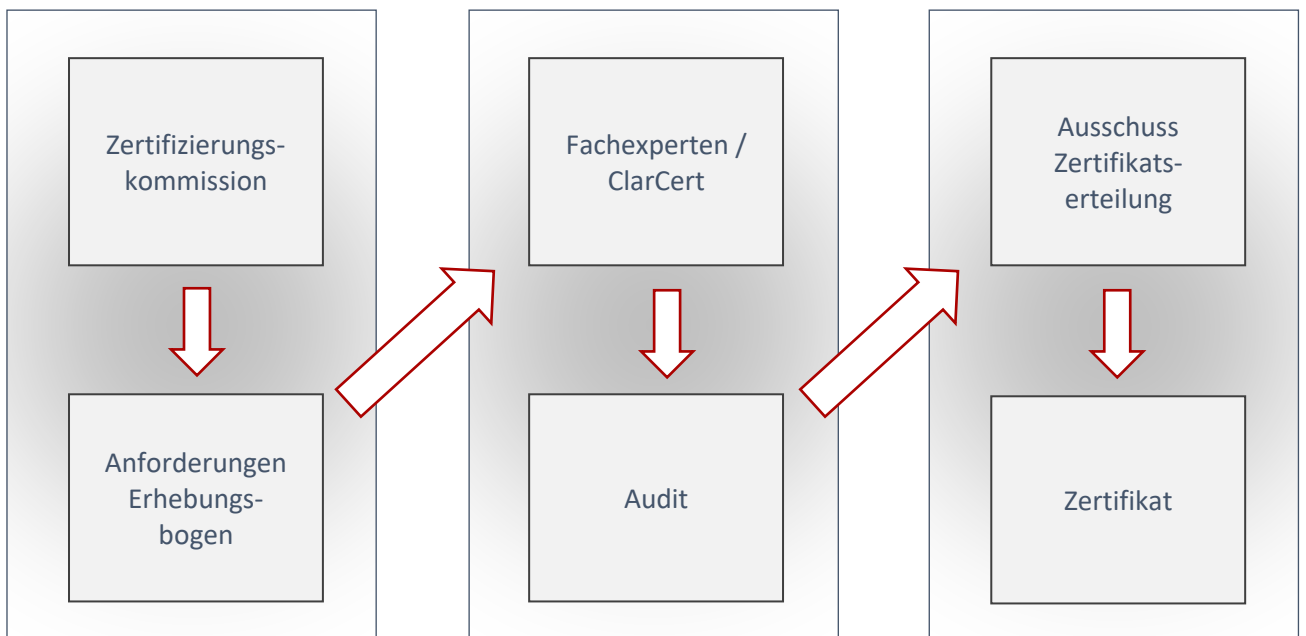 Zertifizierungs-
kommission
Anforderungen
Erhebungs-
bogen
Fachexperten /
ClarCert
Audit
Ausschuss
Zertifikats-
erteilung
Zertifikat